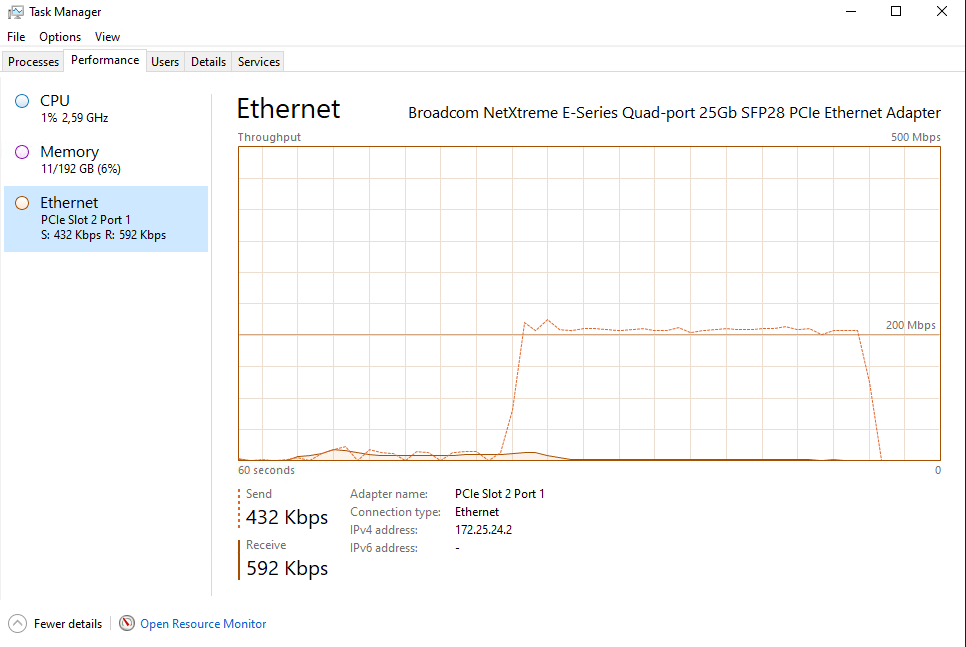 Task Manager
File Options View
Processes Performance Users Details Services
CPU
1% 2,59 GHz
Memory
11/192 GB (6%)
Ethernet
PCIe Slot 2 Port 1
S: 432 Kbps R: 592 Kbps
Ethernet Broadcom NetXtreme E-Series Quad-port 25Gb SFP28 PCIe Ethernet Adapter
Throughput 500 Mbps
200 Mbps
60 seconds 0
Send
432 Kbps
Receive
592 Kbps
Adapter name: PCIe Slot 2 Port 1
Connection type: Ethernet
IPv4 address: 172.25.24.2
IPv6 address: -
Fewer details Open Resource Monitor